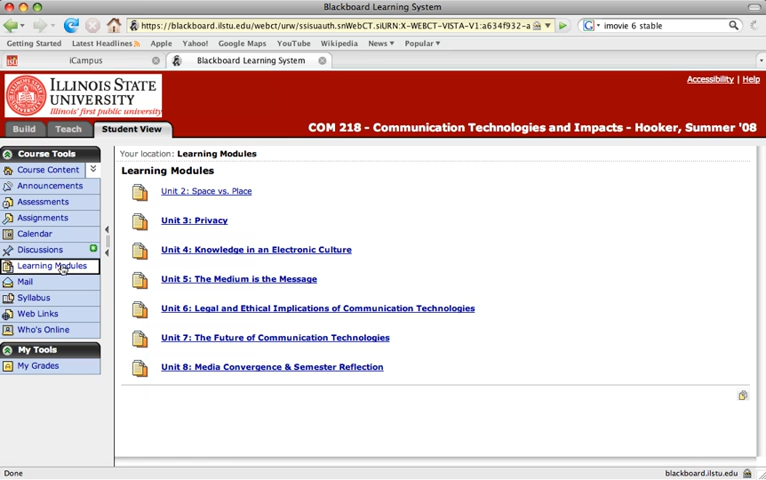 Blackboard Learning System
https://blackboard.ilstu.edu/webct/urw/ssisuauth.snWebCT.siURN:X-WEBCT-VISTA-V1:a634f932-a
imovie 6 stable
Getting Started Latest Headlines Apple Yahoo! Google Maps YouTube Wikipedia News Popular
iCampus Blackboard Learning System
ILLINOIS STATE
UNIVERSITY
Illinois' first public university
Accessibility | Help
Build Teach Student View COM 218 - Communication Technologies and Impacts - Hooker, Summer '08
Course Tools
Course Content
Announcements
Assessments
Assignments
Calendar
Discussions
Learning Modules
Mail
Syllabus
Web Links
Who's Online
My Tools
My Grades
Your location: Learning Modules
Learning Modules
Unit 2: Space vs. Place
Unit 3: Privacy
Unit 4: Knowledge in an Electronic Culture
Unit 5: The Medium is the Message
Unit 6: Legal and Ethical Implications of Communication Technologies
Unit 7: The Future of Communication Technologies
Unit 8: Media Convergence & Semester Reflection
Done blackboard.ilstu.edu